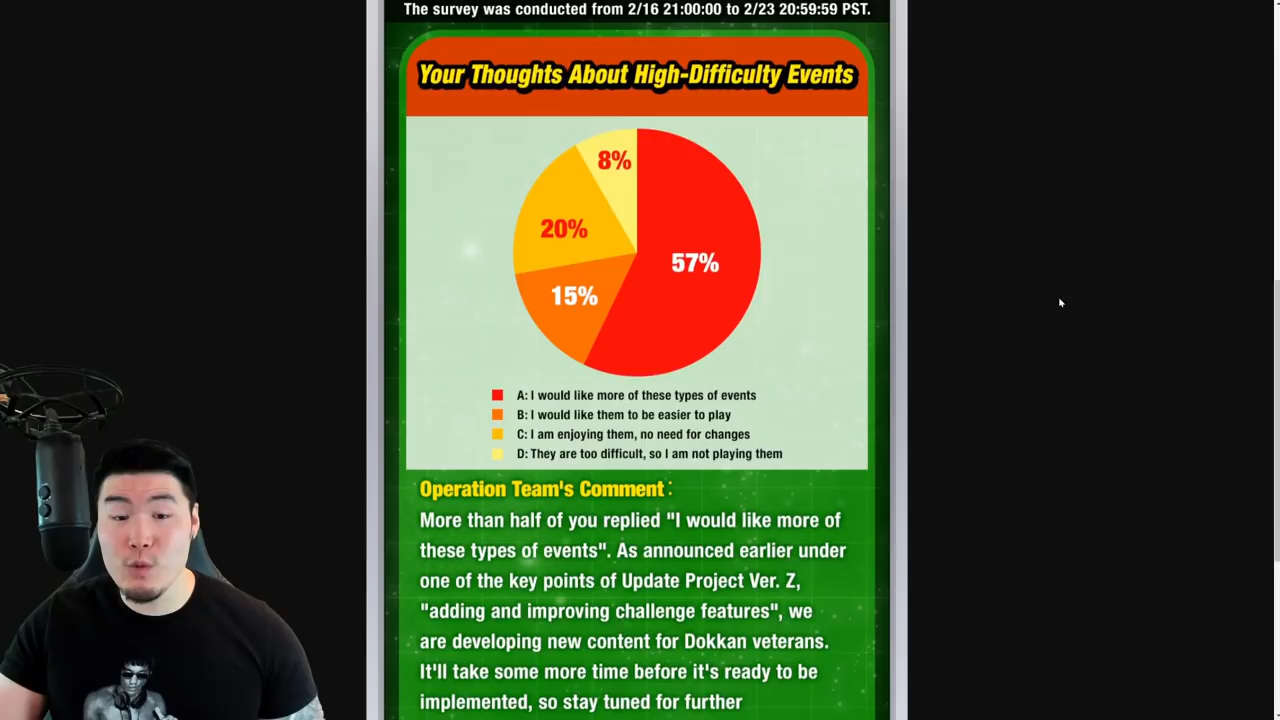 The survey was conducted from 2/16 21:00:00 to 2/23 20:59:59 PST.
Your Thoughts About High-Difficulty Events
8%
20%
57%
15%
A: I would like more of these types of events
B: I would like them to be easier to play
C: I am enjoying them, no need for changes
D: They are too difficult, so I am not playing them
Operation Team's Comment:
More than half of you replied "I would like more of
these types of events". As announced earlier under
one of the key points of Update Project Ver. Z,
"adding and improving challenge features", we
are developing new content for Dokkan veterans.
It'll take some more time before it's ready to be
implemented, so stay tuned for further